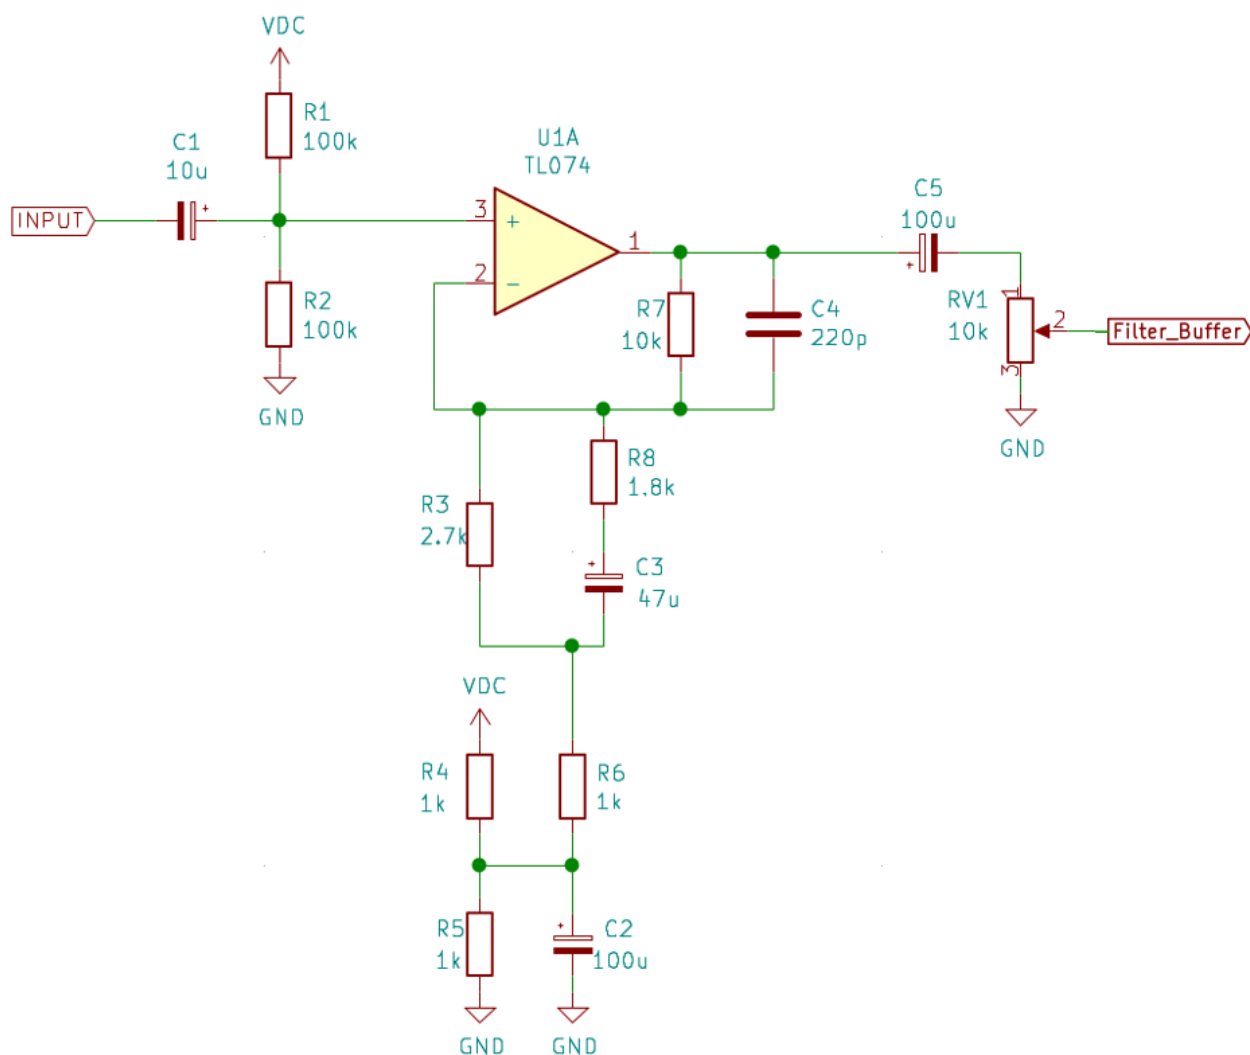 VDC
R1
100k
C1
10u
+
INPUT
U1A
TL074
3
+
2
−
1
C5
100u
+
R2
100k
GND
R7
10k
C4
220p
RV1
10k
1
2
3
Filter_Buffer
GND
R8
1.8k
R3
2.7k
+
C3
47u
VDC
R4
1k
R6
1k
R5
1k
+
C2
100u
GND
GND